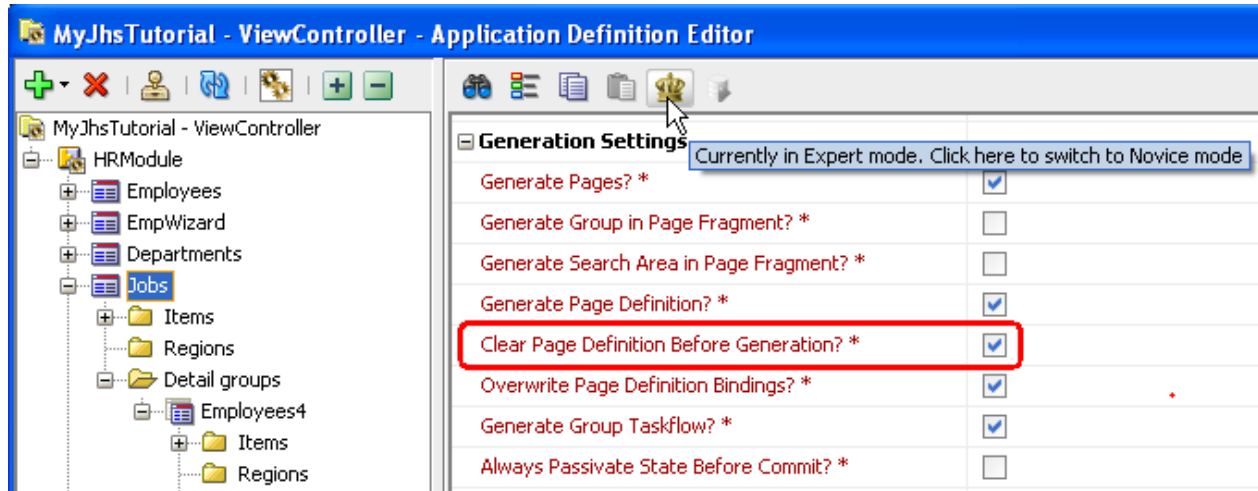 MyJhsTutorial - ViewController - Application Definition Editor
MyJhsTutorial - ViewController
HRModule
Employees
EmpWizard
Departments
Jobs
Items
Regions
Detail groups
Employees4
Items
Regions
Generation Settings
Currently in Expert mode. Click here to switch to Novice mode
Generate Pages? *
Generate Group in Page Fragment? *
Generate Search Area in Page Fragment? *
Generate Page Definition? *
Clear Page Definition Before Generation? *
Overwrite Page Definition Bindings? *
Generate Group Taskflow? *
Always Passivate State Before Commit? *